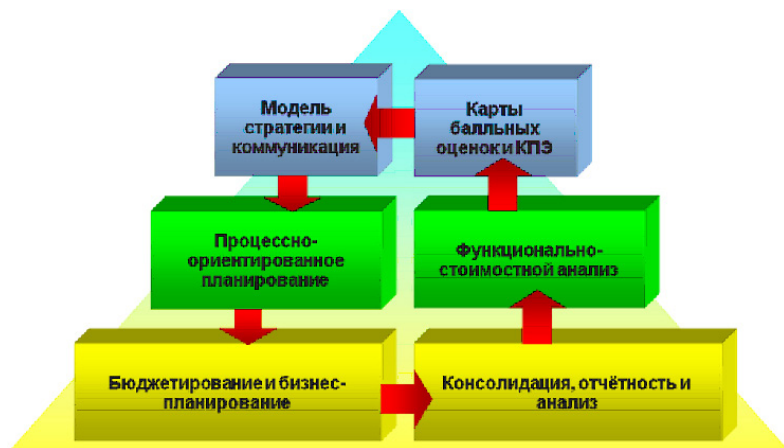 Модель
стратегии и
коммуникация
Карты
балльных
оценок и КПЭ
Процессно-
ориентированное
планирование
Функционально-
стоимостной анализ
Бюджетирование и бизнес-
планирование
Консолидация, отчётность и
анализ